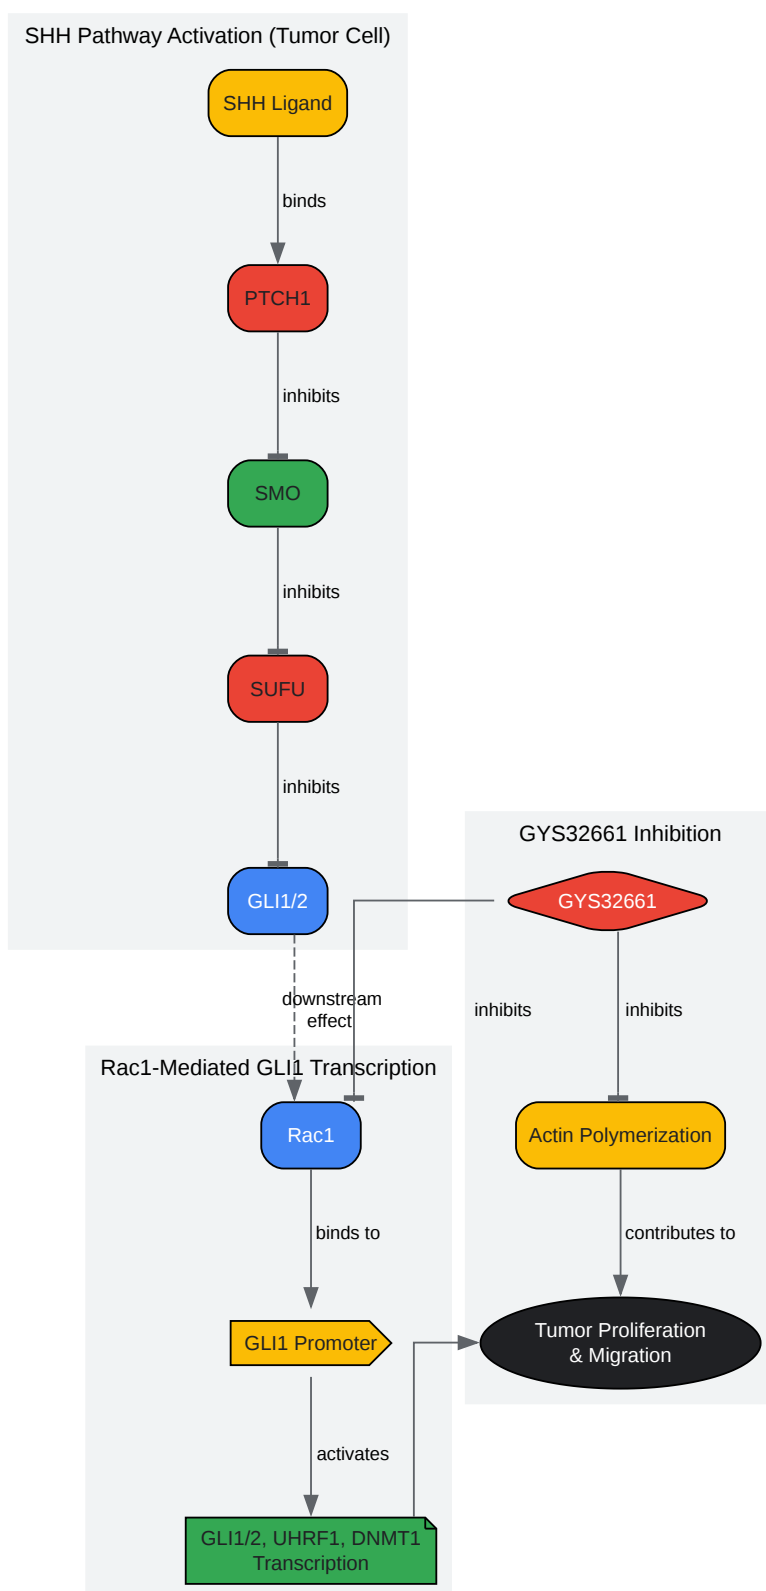 SHH Pathway Activation (Tumor Cell)
SHH Ligand
binds
PTCH1
inhibits
SMO
inhibits
SUFU
inhibits
GLI1/2
GYS32661 Inhibition
GYS32661
downstream
effect
inhibits
inhibits
Rac1-Mediated GLI1 Transcription
Rac1
Actin Polymerization
binds to
contributes to
GLI1 Promoter
Tumor Proliferation
& Migration
activates
GLI1/2, UHRF1, DNMT1
Transcription